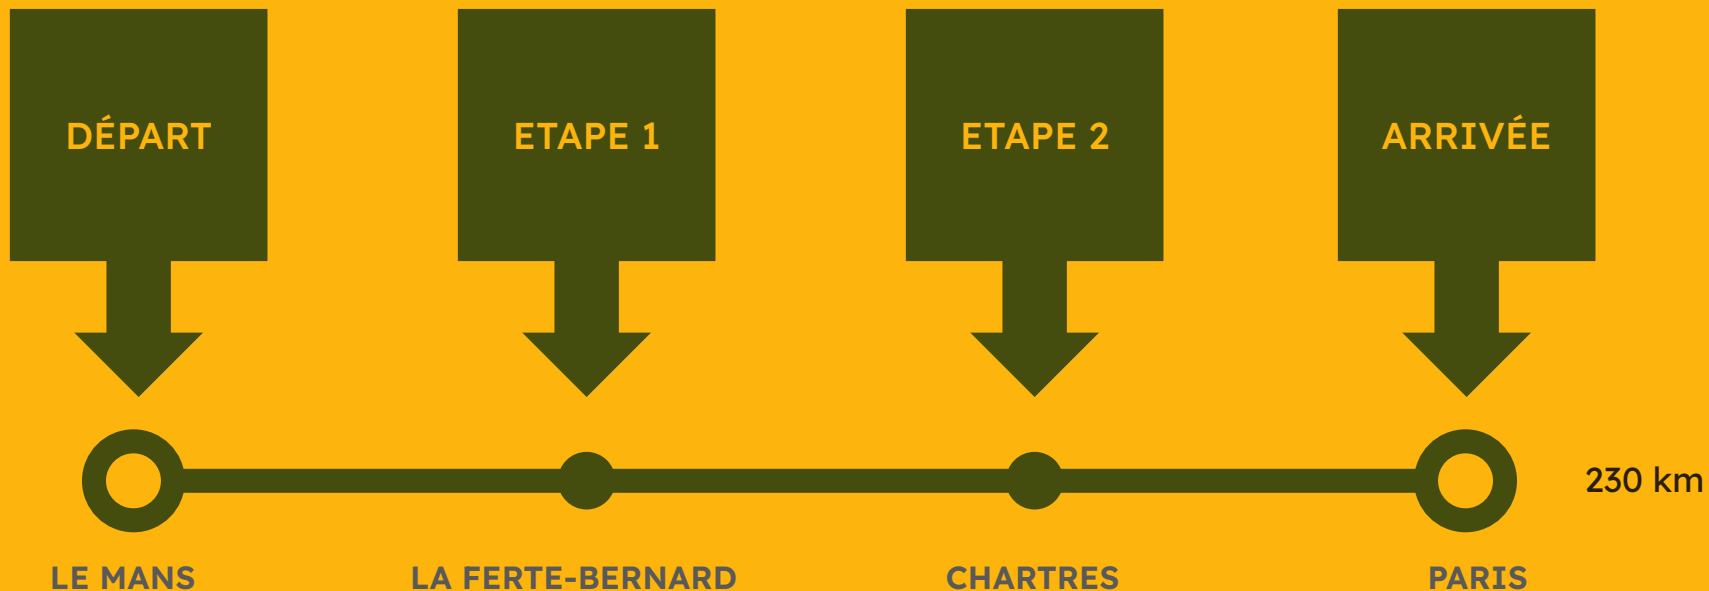 DÉPART
ETAPE 1
ETAPE 2
ARRIVÉE
230 km
LE MANS
LA FERTE-BERNARD
CHARTRES
PARIS